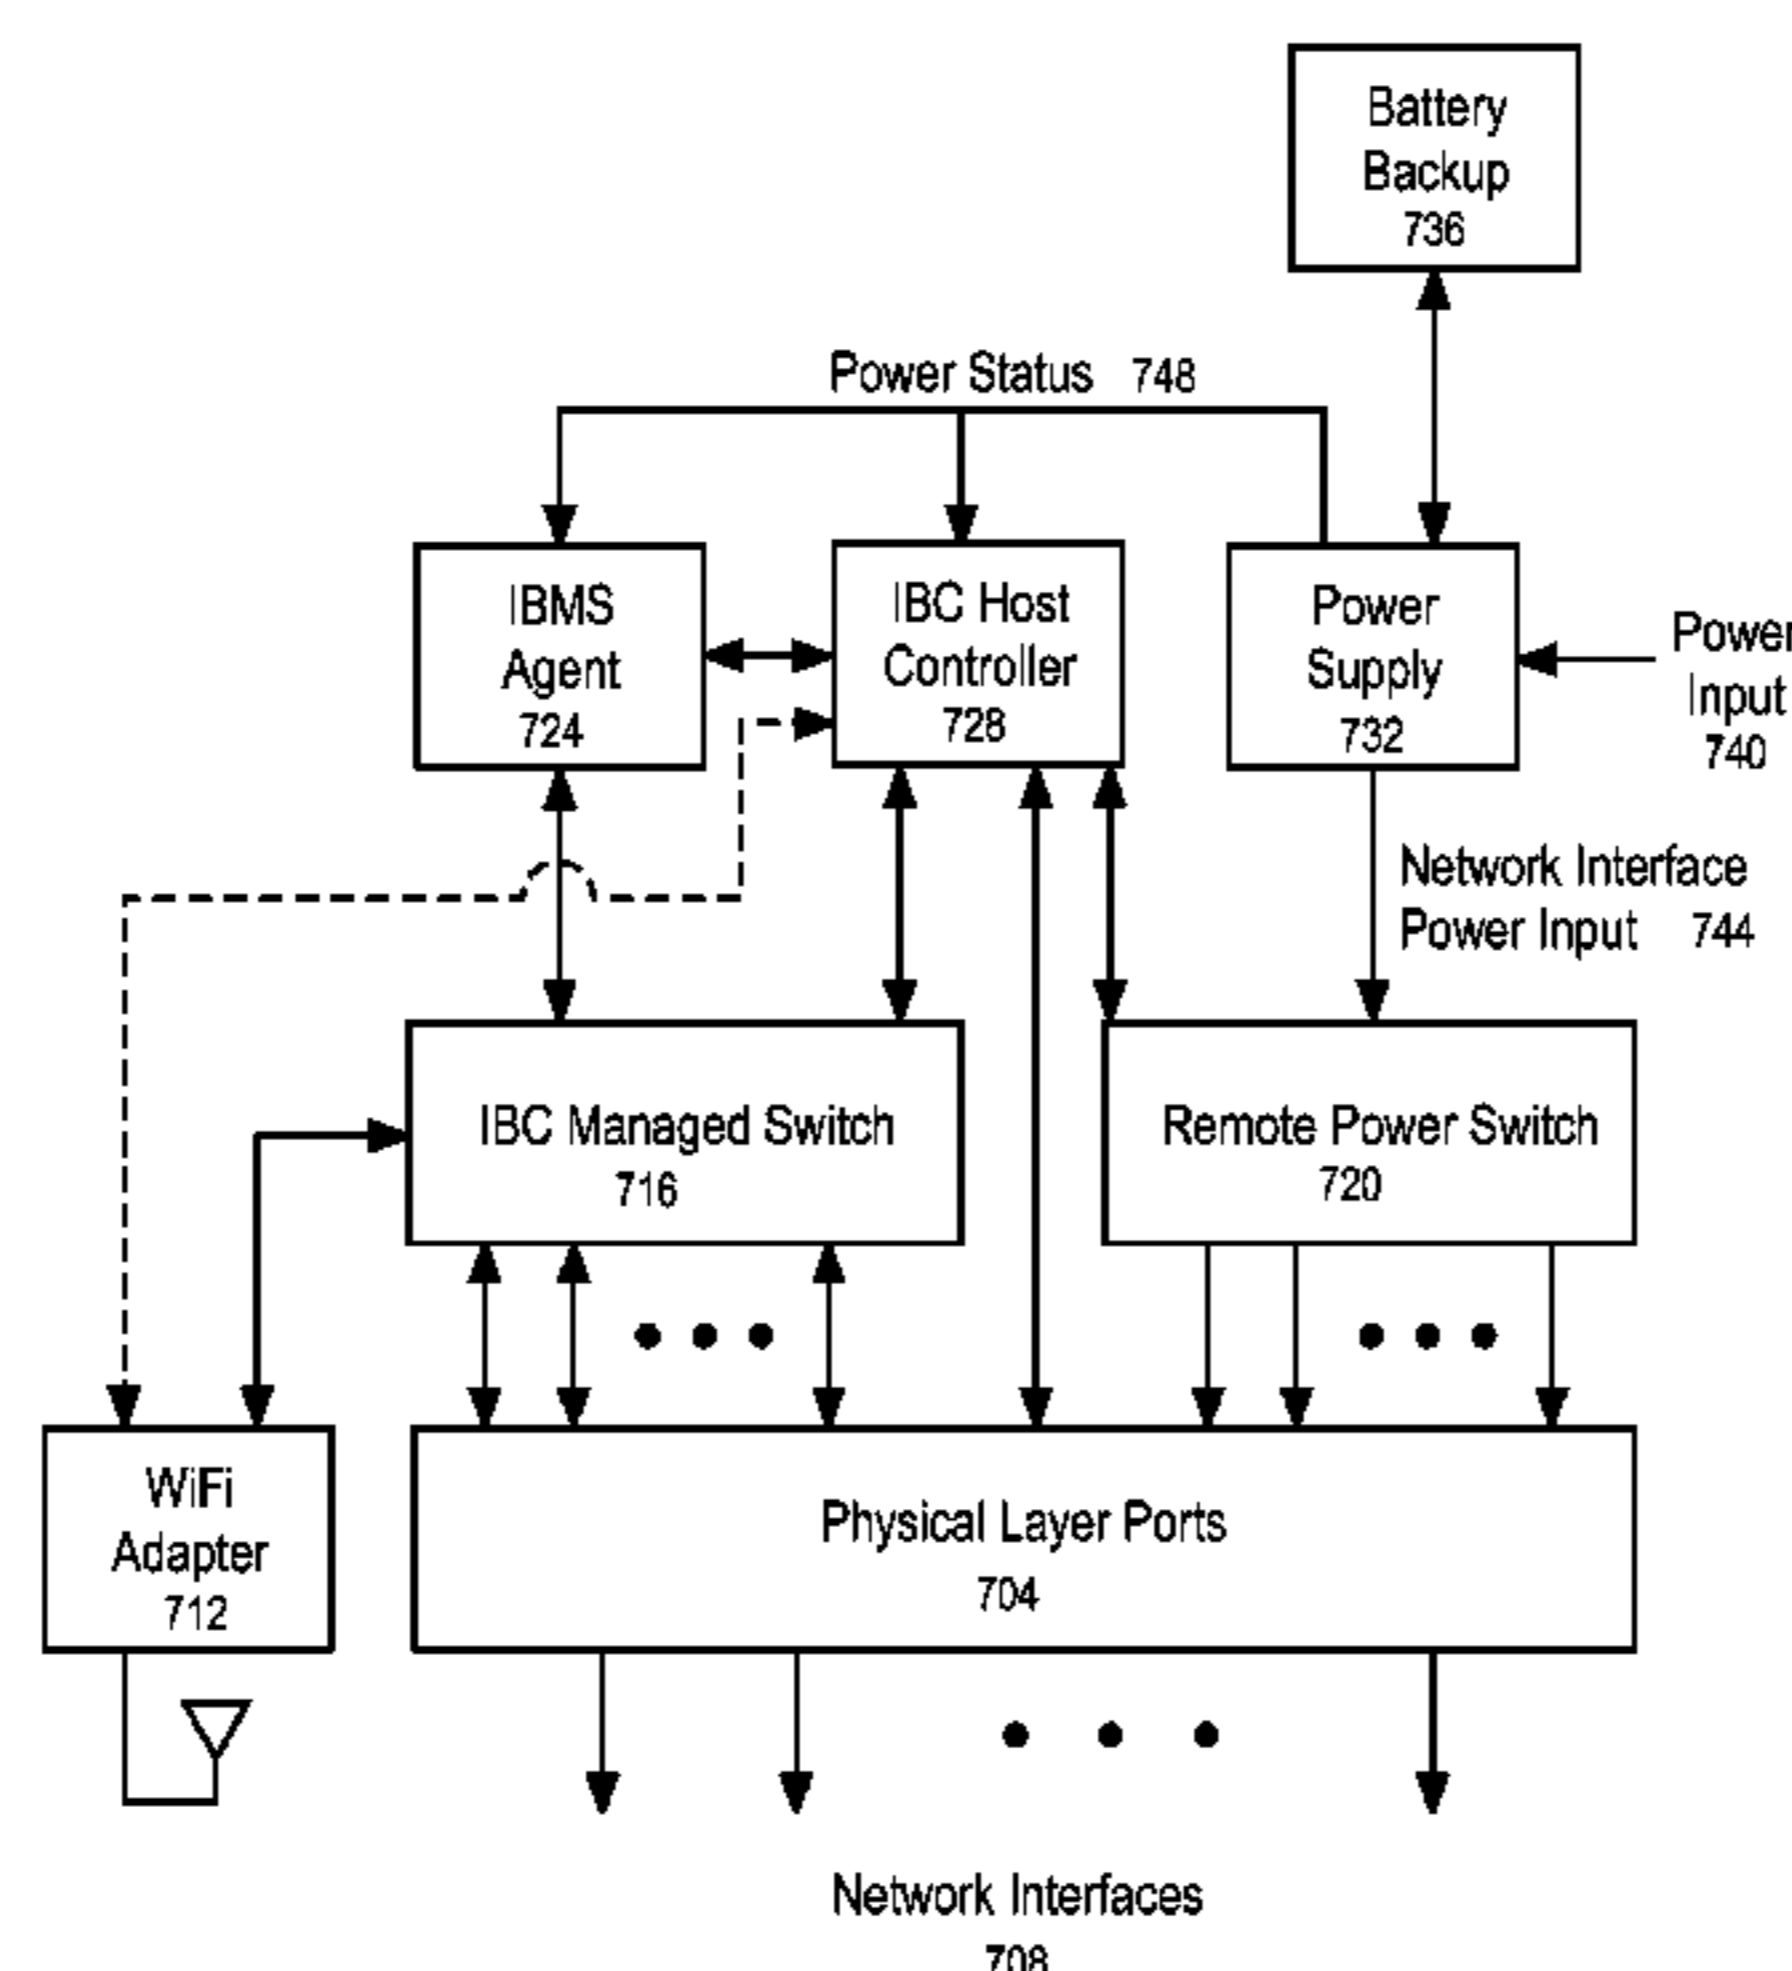 Battery
Backup
736
Power Status 748
IBMS
Agent
724
IBC Host
Controller
728
Power
Supply
732
Power
Input
740
Network Interface
Power Input 744
IBC Managed Switch
716
Remote Power Switch
720
WiFi
Adapter
712
Physical Layer Ports
704
Network Interfaces
708